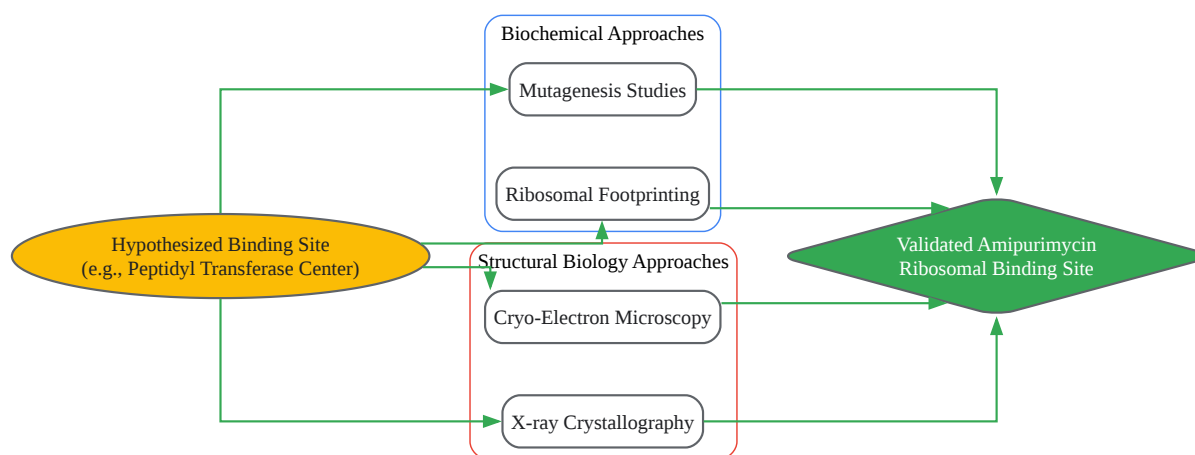 Biochemical Approaches
Mutagenesis Studies
Ribosomal Footprinting
Hypothesized Binding Site
(e.g., Peptidyl Transferase Center)
Validated Amipurimycin
Ribosomal Binding Site
Structural Biology Approaches
Cryo-Electron Microscopy
X-ray Crystallography